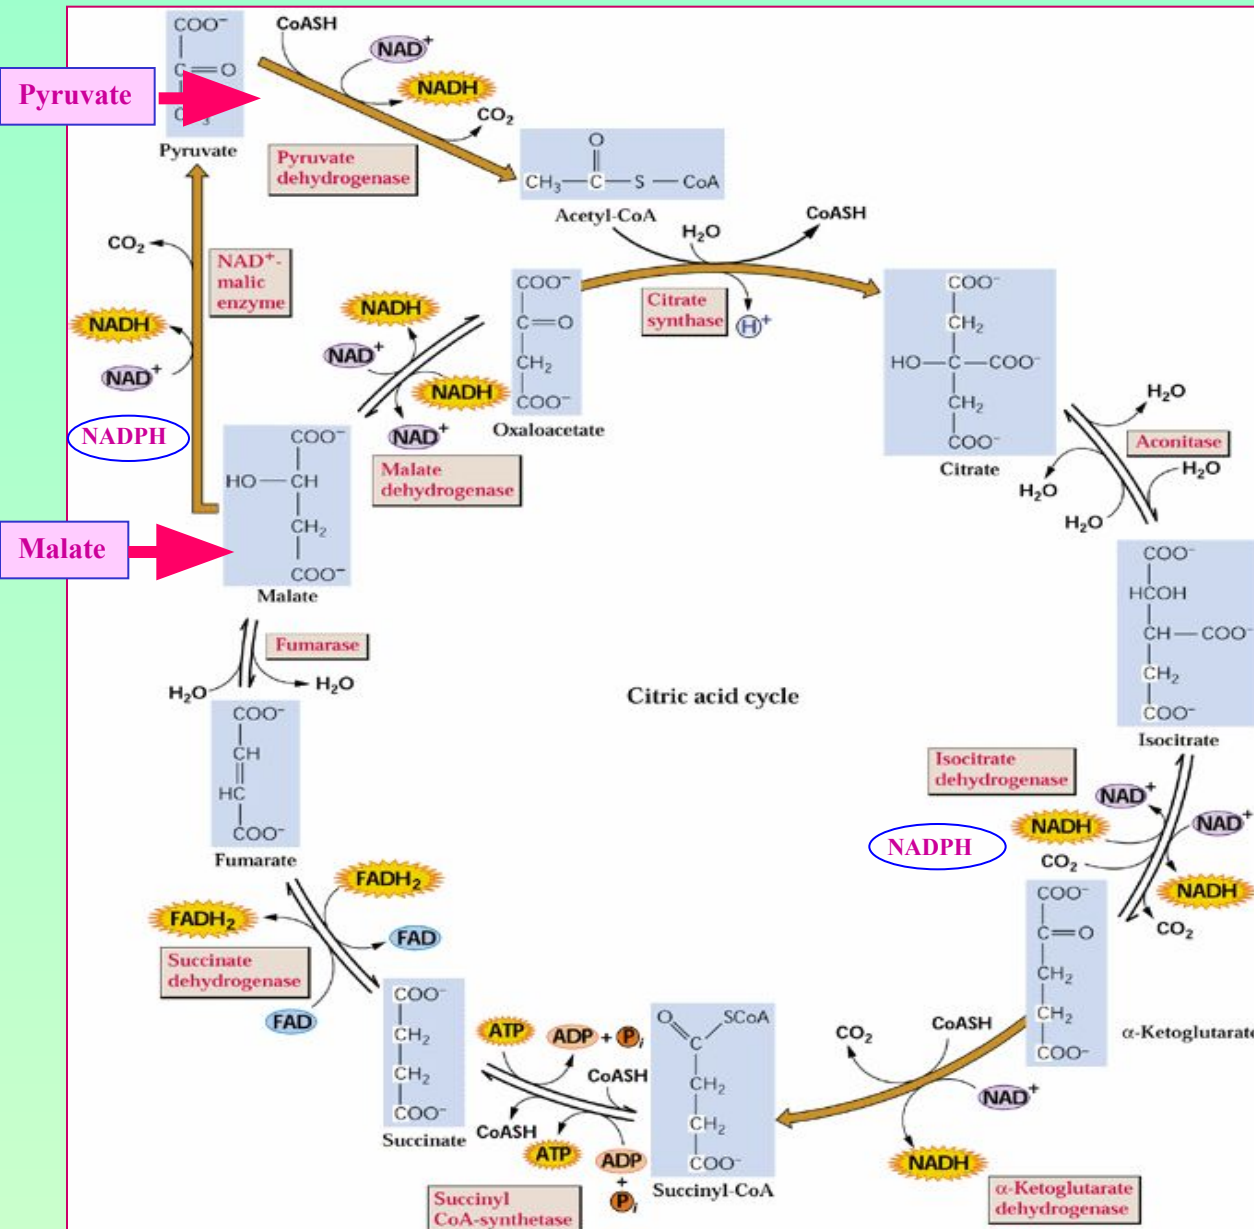 COO⁻
C=O
CH₃
Pyruvate
Pyruvate
CoASH
NAD⁺
NADH
CO₂
Pyruvate
dehydrogenase
O
CH₃—C—S—CoA
Acetyl-CoA
CO₂
NAD⁺-
malic
enzyme
NADH
NAD⁺
NADPH
H₂O
CoASH
Citrate
synthase
H⁺
COO⁻
C=O
CH₂
COO⁻
Oxaloacetate
NADH
NAD⁺
NADH
NAD⁺
Malate
dehydrogenase
COO⁻
CH₂
HO—C—COO⁻
CH₂
COO⁻
Citrate
H₂O
Aconitase
H₂O
H₂O
H₂O
COO⁻
HO—CH
CH₂
COO⁻
Malate
Malate
Fumarase
H₂O
H₂O
COO⁻
HCOH
CH—COO⁻
CH₂
COO⁻
Isocitrate
Citric acid cycle
COO⁻
CH
HC
COO⁻
Fumarate
Isocitrate
dehydrogenase
NAD⁺
NADH
NAD⁺
NADPH
CO₂
NADH
CO₂
FADH₂
FADH₂
FAD
Succinate
dehydrogenase
FAD
COO⁻
C=O
CH₂
CH₂
COO⁻
α-Ketoglutarate
COO⁻
CH₂
CH₂
COO⁻
Succinate
ATP
ADP + Pᵢ
CoASH
CoASH
ATP
ADP
+
Pᵢ
Succinyl
CoA-synthetase
O
SCoA
C
CH₂
CH₂
COO⁻
Succinyl-CoA
CO₂
CoASH
NAD⁺
NADH
α-Ketoglutarate
dehydrogenase